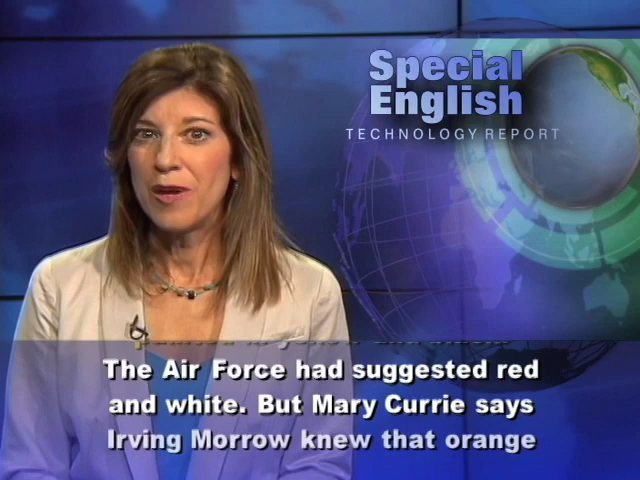 Special
English
TECHNOLOGY REPORT
The Air Force had suggested red
and white. But Mary Currie says
Irving Morrow knew that orange